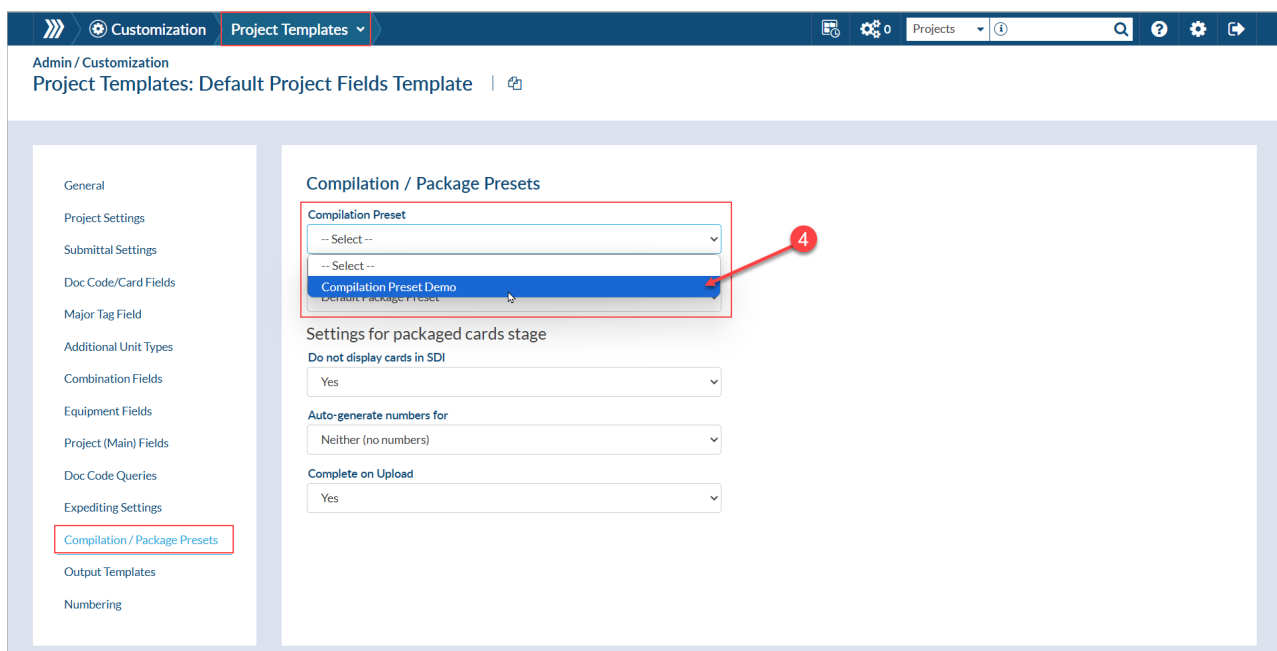 Customization
Project Templates
0
Projects
Admin / Customization
Project Templates: Default Project Fields Template
General
Project Settings
Submittal Settings
Doc Code/Card Fields
Major Tag Field
Additional Unit Types
Combination Fields
Equipment Fields
Project (Main) Fields
Doc Code Queries
Expediting Settings
Compilation / Package Presets
Output Templates
Numbering
Compilation / Package Presets
Compilation Preset
-- Select --
-- Select --
Compilation Preset Demo
Default Package Preset
4
Settings for packaged cards stage
Do not display cards in SDI
Yes
Auto-generate numbers for
Neither (no numbers)
Complete on Upload
Yes